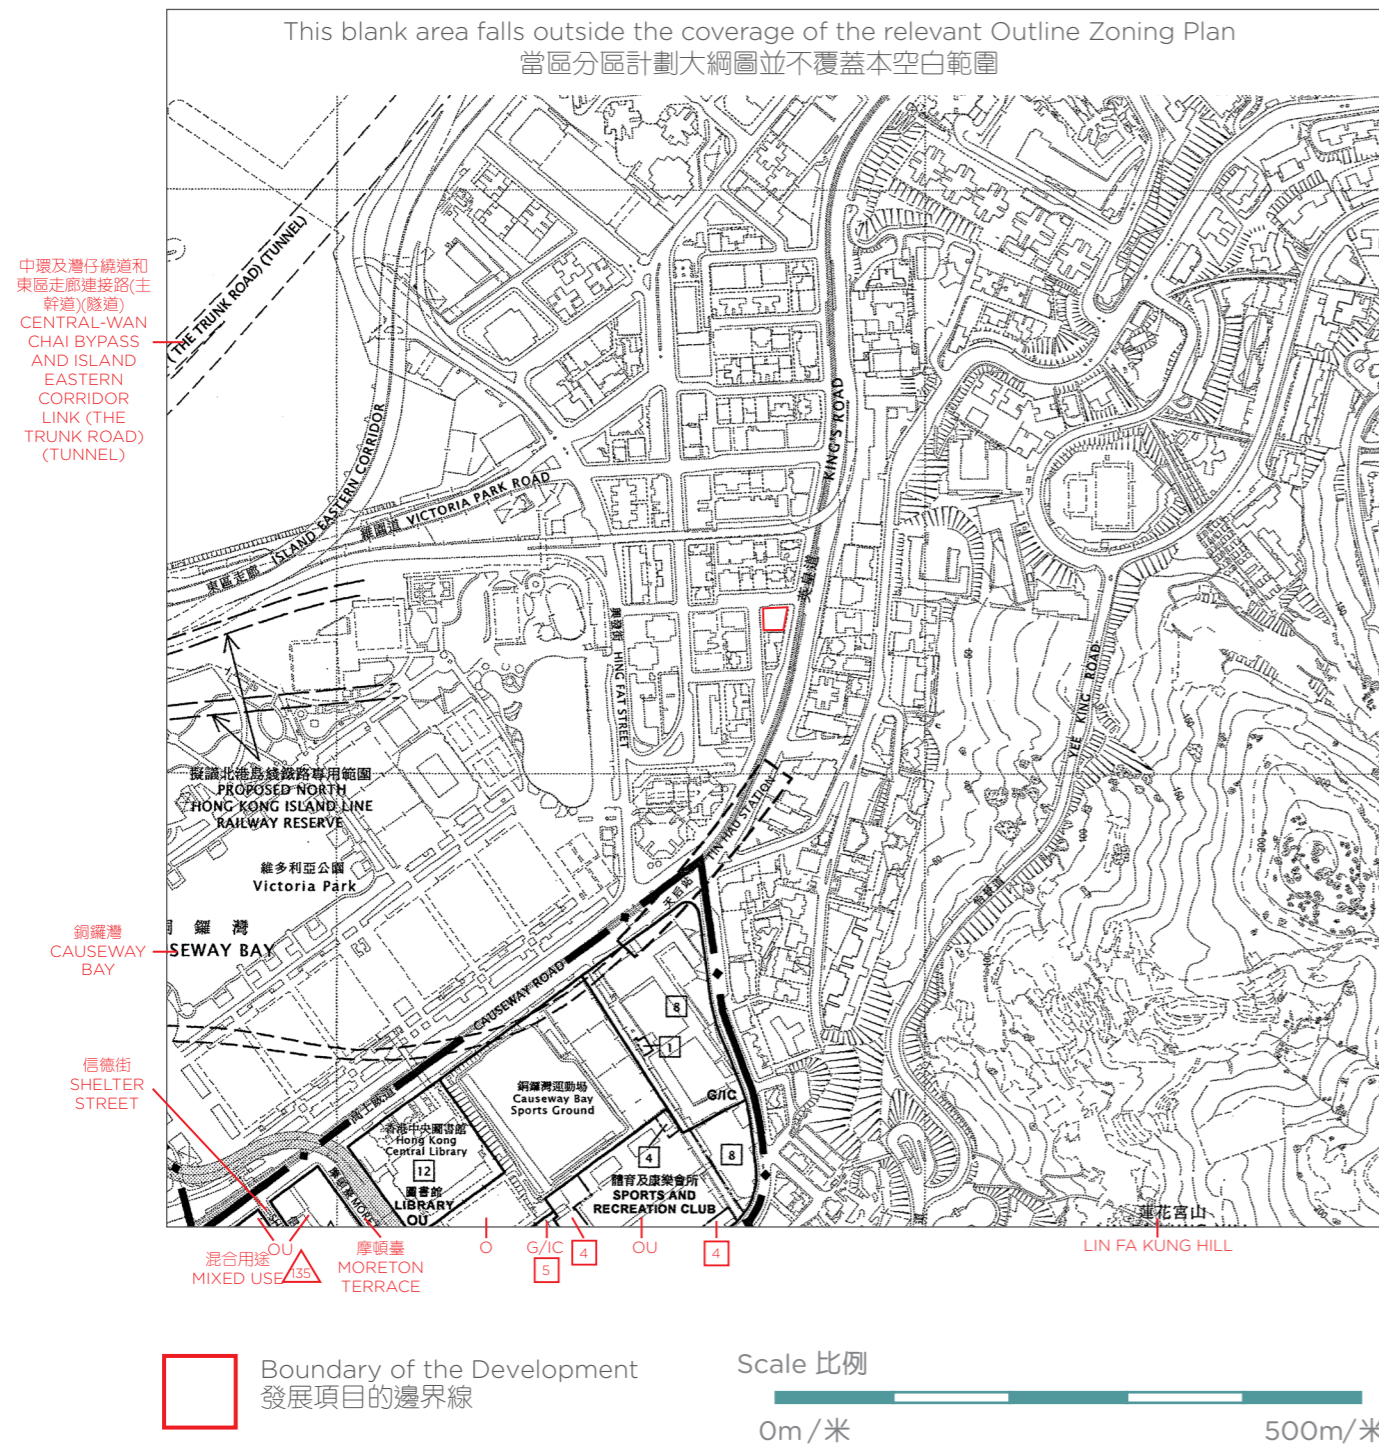 This blank area falls outside the coverage of the relevant Outline Zoning Plan
當區分區計劃大綱圖並不覆蓋本空白範圍
中環及灣仔繞道和
東區走廊連接路(主
幹道)(隧道)
CENTRAL-WAN
CHAI BYPASS
AND ISLAND
EASTERN
CORRIDOR
LINK (THE
TRUNK ROAD)
(TUNNEL)
( THE TRUNK ROAD) (TUNNEL)
東區走廊 ISLAND EASTERN CORRIDOR
維園道 VICTORIA PARK ROAD
KING'S ROAD
英皇道
興發街 HING FAT STREET
YEE KING ROAD
怡景道
擬議北港島綫鐵路專用範圍
PROPOSED NORTH
HONG KONG ISLAND LINE
RAILWAY RESERVE
維多利亞公園
Victoria Park
鑼 灣
SEWAY BAY
銅鑼灣
CAUSEWAY
BAY
TIN HAU STATION
天后站
CAUSEWAY ROAD
高士威道
8
1
G/IC
銅鑼灣運動場
Causeway Bay
Sports Ground
香港中央圖書館
Hong Kong
Central Library
12
圖書館
LIBRARY
OU
4
8
體育及康樂會所
SPORTS AND
RECREATION CLUB
信德街
SHELTER
STREET
蓮花宮山
LIN FA KUNG HILL
OU
混合用途
MIXED USE
135
摩頓臺
MORETON
TERRACE
O
G/IC
5
4
OU
4
Boundary of the Development
發展項目的邊界線
Scale 比例
0m/米
500m/米